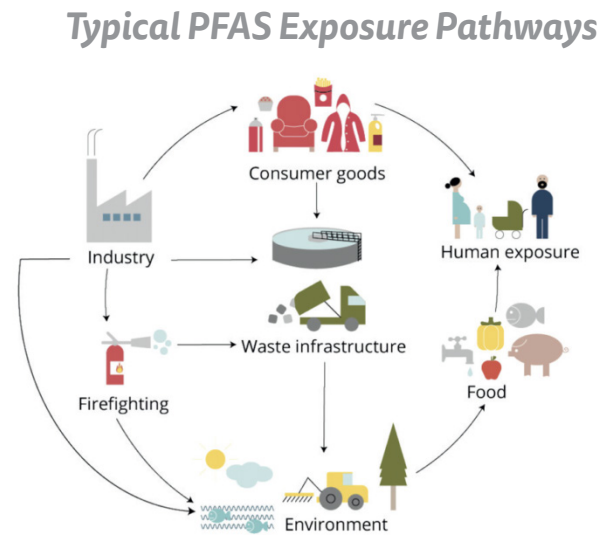 Typical PFAS Exposure Pathways
Consumer goods
Industry
Human exposure
Waste infrastructure
Firefighting
Food
Environment